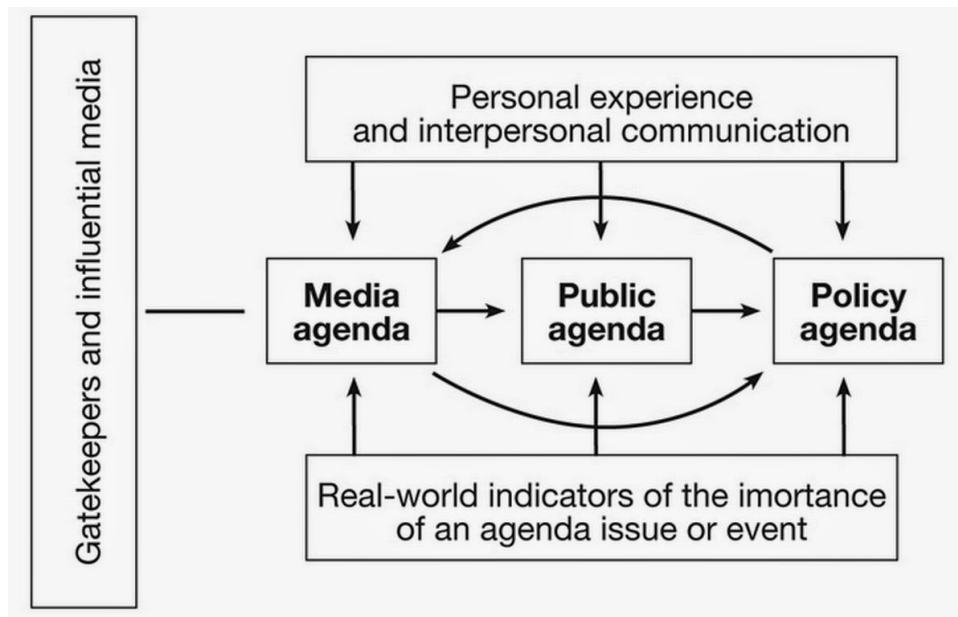 Gatekeepers and influential media
Personal experience
and interpersonal communication
Media
agenda
Public
agenda
Policy
agenda
Real-world indicators of the imortance
of an agenda issue or event